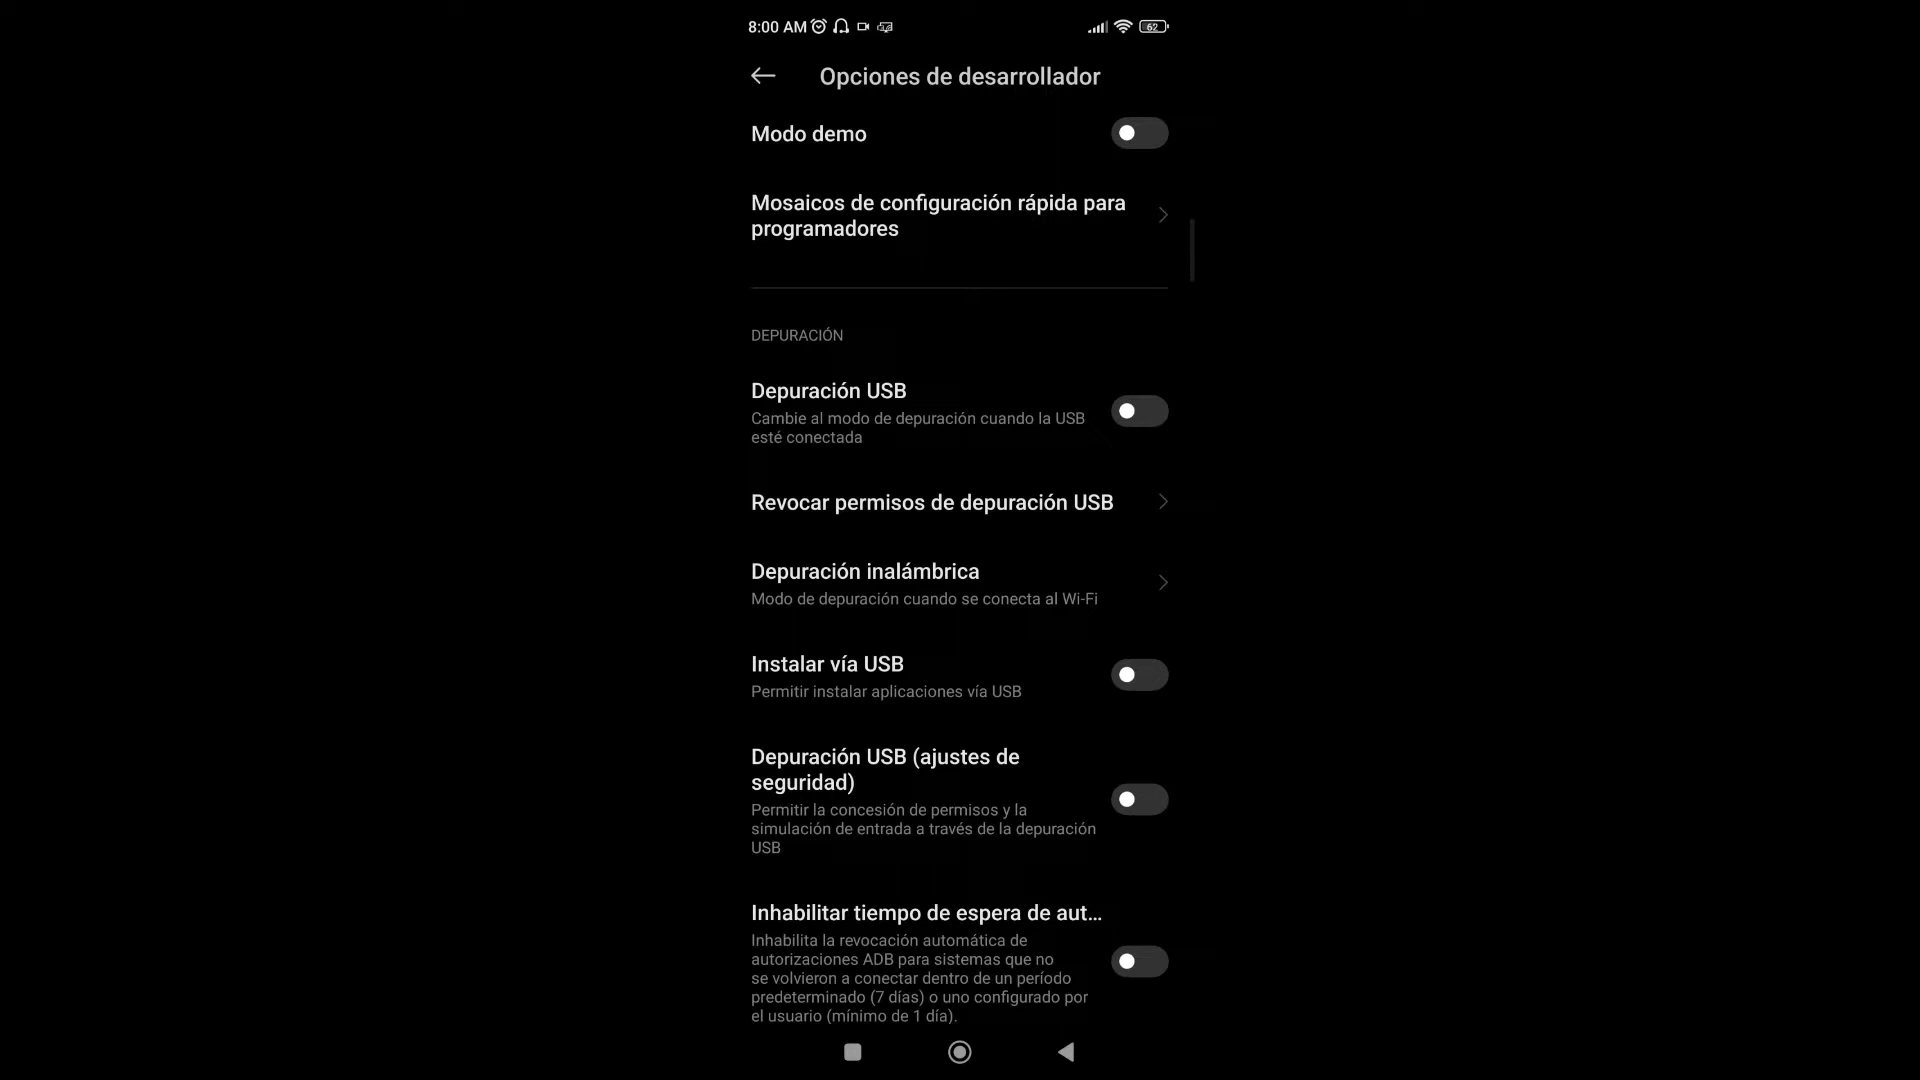 8:00 AM 62
Opciones de desarrollador
Modo demo
Mosaicos de configuración rápida para
programadores
DEPURACIÓN
Depuración USB
Cambie al modo de depuración cuando la USB
esté conectada
Revocar permisos de depuración USB
Depuración inalámbrica
Modo de depuración cuando se conecta al Wi-Fi
Instalar vía USB
Permitir instalar aplicaciones vía USB
Depuración USB (ajustes de
seguridad)
Permitir la concesión de permisos y la
simulación de entrada a través de la depuración
USB
Inhabilitar tiempo de espera de aut...
Inhabilita la revocación automática de
autorizaciones ADB para sistemas que no
se volvieron a conectar dentro de un período
predeterminado (7 días) o uno configurado por
el usuario (mínimo de 1 día).